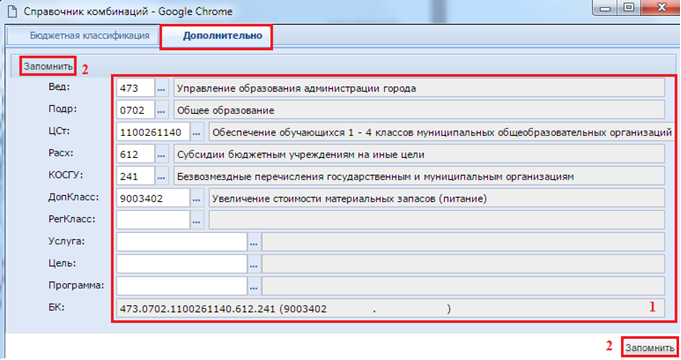 Справочник комбинаций - Google Chrome
Бюджетная классификация Дополнительно
Запомнить 2
Вед: 473 ... Управление образования администрации города
Подр: 0702 ... Общее образование
ЦСт: 1100261140 ... Обеспечение обучающихся 1 - 4 классов муниципальных общеобразовательных организаций
Расх: 612 ... Субсидии бюджетным учреждениям на иные цели
КОСГУ: 241 ... Безвозмездные перечисления государственным и муниципальным организациям
ДопКласс: 9003402 ... Увеличение стоимости материальных запасов (питание)
РегКласс: ...
Услуга: ...
Цель: ...
Программа: ...
БК: 473.0702.1100261140.612.241 (9003402 . ) 1
2 Запомнить